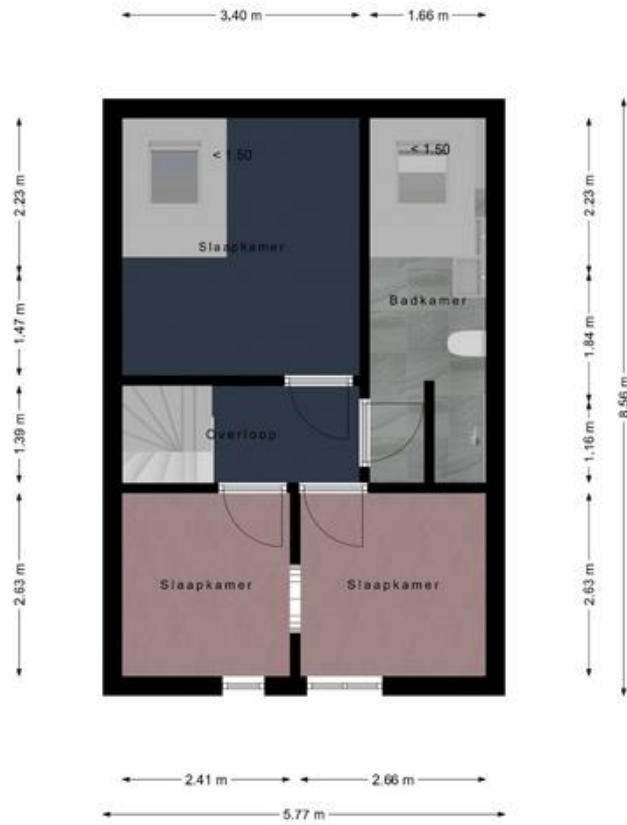 3.40 m
1.66 m
< 1.50
< 1.50
2.23 m
2.23 m
Slaapkamer
Badkamer
1.47 m
1.84 m
8.56 m
1.39 m
Overloop
1.16 m
2.63 m
Slaapkamer
Slaapkamer
2.63 m
2.41 m
2.66 m
5.77 m